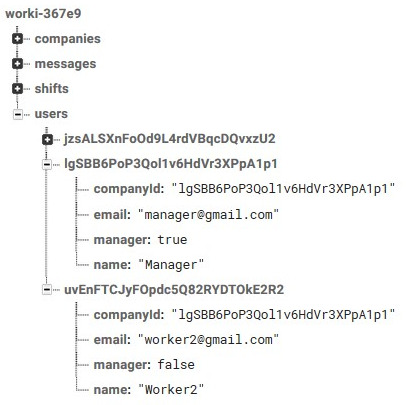 worki-367e9
companies
messages
shifts
users
jzsALSXnFoOd9L4rdVBqcDQvxzU2
lgSBB6PoP3Qol1v6HdVr3XPpA1p1
companyId: "lgSBB6PoP3Qol1v6HdVr3XPpA1p1"
email: "manager@gmail.com"
manager: true
name: "Manager"
uvEnFTCJyFOpdc5Q82RYDTOkE2R2
companyId: "lgSBB6PoP3Qol1v6HdVr3XPpA1p1"
email: "worker2@gmail.com"
manager: false
name: "Worker2"